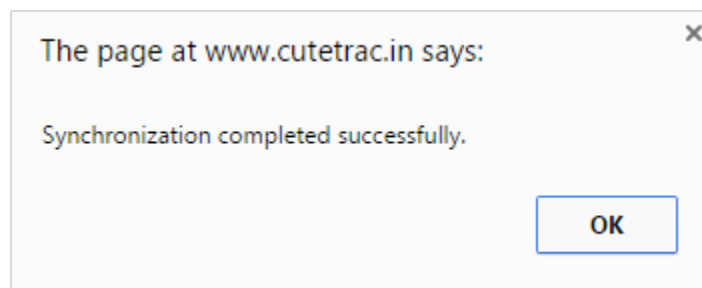 The page at www.cutetrac.in says:
Synchronization completed successfully.
OK